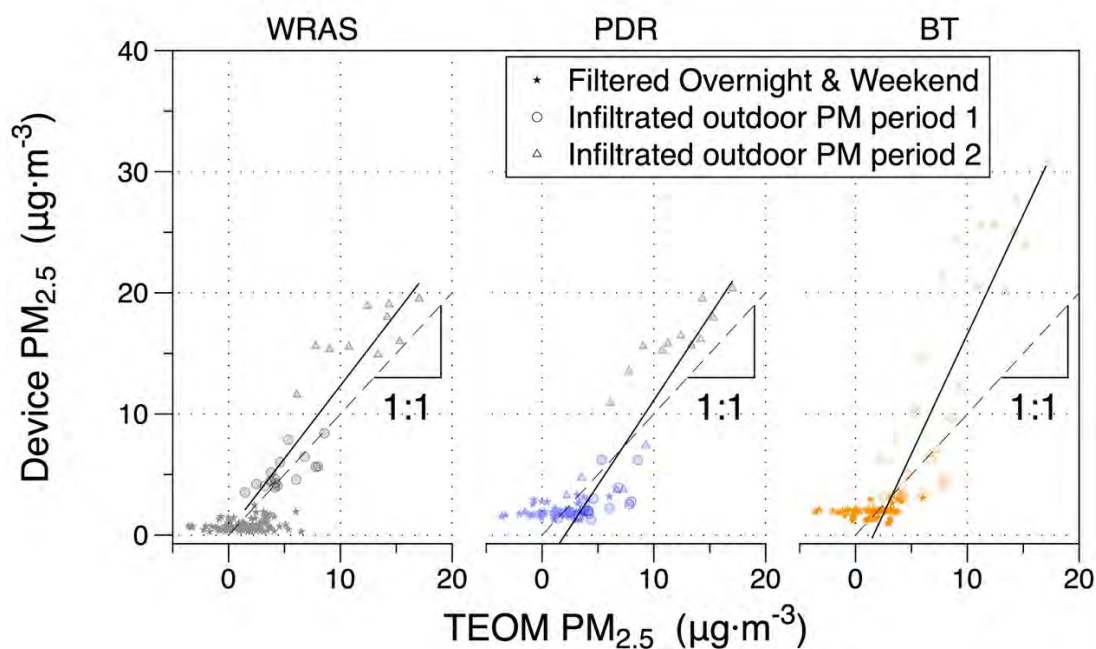 WRAS PDR BT
Filtered Overnight & Weekend
Infiltrated outdoor PM period 1
Infiltrated outdoor PM period 2
Device PM2.5 (µg·m⁻³)
40
30
20
10
0
1:1 1:1 1:1
0 10 20 0 10 20 0 10 20
TEOM PM2.5 (µg·m⁻³)